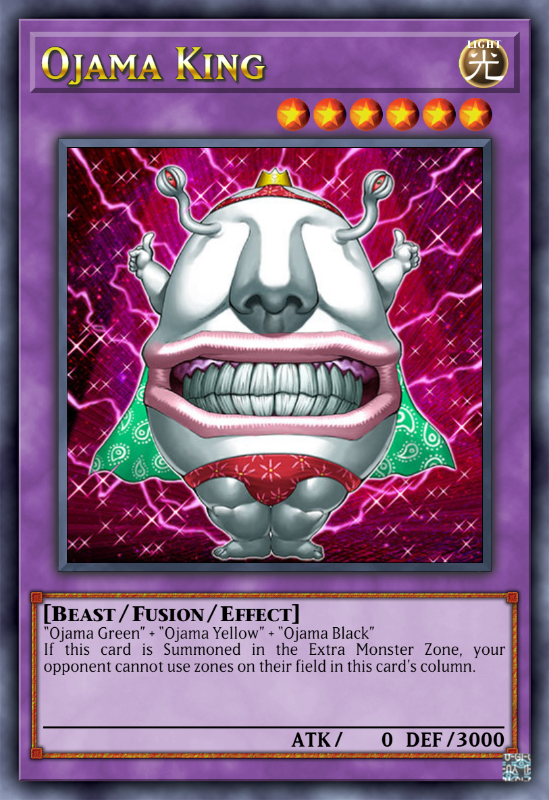 Ojama King
LIGHT
光
[Beast / Fusion / Effect]
"Ojama Green" + "Ojama Yellow" + "Ojama Black"
If this card is Summoned in the Extra Monster Zone, your
opponent cannot use zones on their field in this card's column.
ATK / 0 DEF / 3000